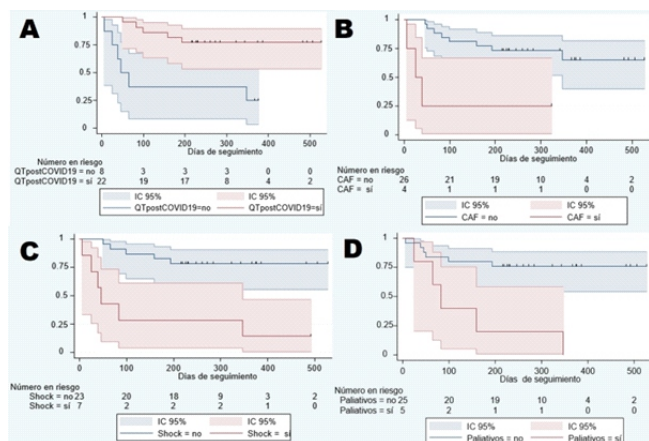 A
1
0.75
0.5
0.25
0
0 100 200 300 400 500
Días de seguimiento
Número en riesgo
QTpostCOVID19 = no 8 3 3 3 0 0
QTpostCOVID19 = sí 22 19 17 8 4 2
IC 95% IC 95%
QTpostCOVID19=no QTpostCOVID19=sí
B
1
0.75
0.5
0.25
0
0 100 200 300 400 500
Días de seguimiento
Número en riesgo
CAF = no 26 21 19 10 4 2
CAF = sí 4 1 1 1 0 0
IC 95% IC 95%
CAF = no CAF = sí
C
1
0.75
0.5
0.25
0
0 100 200 300 400 500
Días de seguimiento
Número en riesgo
Shock = no 23 20 18 9 3 2
Shock = sí 7 2 2 2 1 0
IC 95% IC 95%
Shock = no Shock = sí
D
1
0.75
0.5
0.25
0
0 100 200 300 400 500
Días de seguimiento
Número en riesgo
Paliativos = no 25 20 19 10 4 2
Paliativos = sí 5 2 1 1 0 0
IC 95% IC 95%
Paliativos = no Paliativos = sí